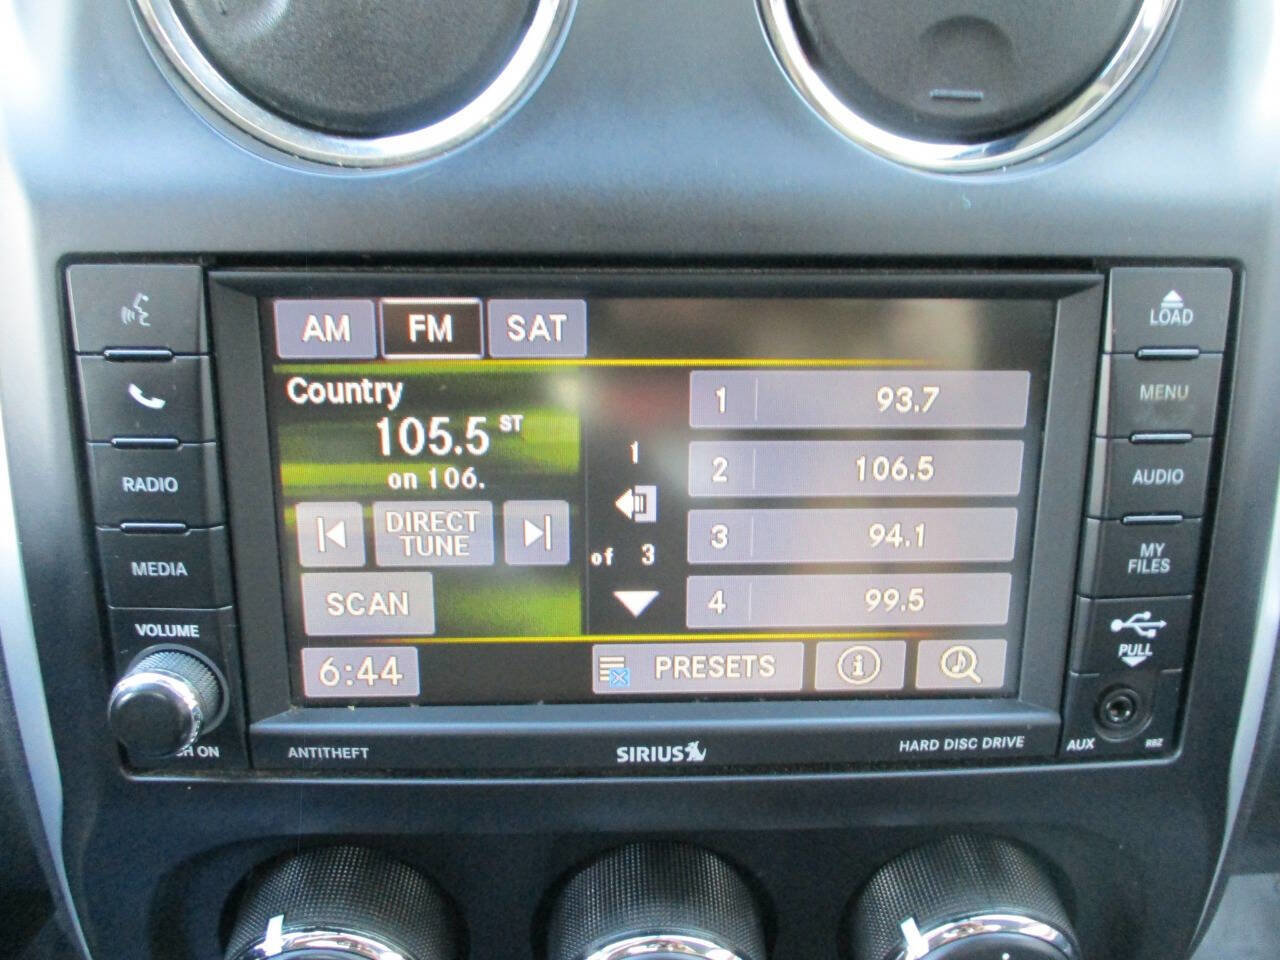 AM FM SAT
Country
105.5 ST
on 106.
DIRECT
TUNE
SCAN
6:44
1
of 3
1 93.7
2 106.5
3 94.1
4 99.5
PRESETS
i
RADIO
MEDIA
VOLUME
H ON
LOAD
MENU
AUDIO
MY
FILES
PULL
AUX
RBZ
ANTITHEFT
SIRIUS
HARD DISC DRIVE